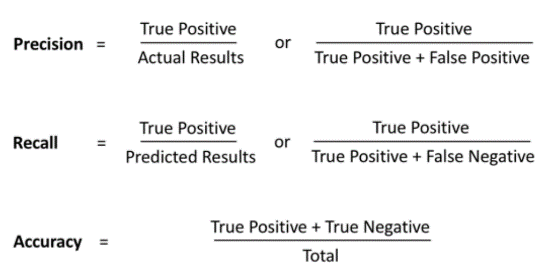 Precision = True Positive / Actual Results or True Positive / True Positive + False Positive
Recall = True Positive / Predicted Results or True Positive / True Positive + False Negative
Accuracy = True Positive + True Negative / Total